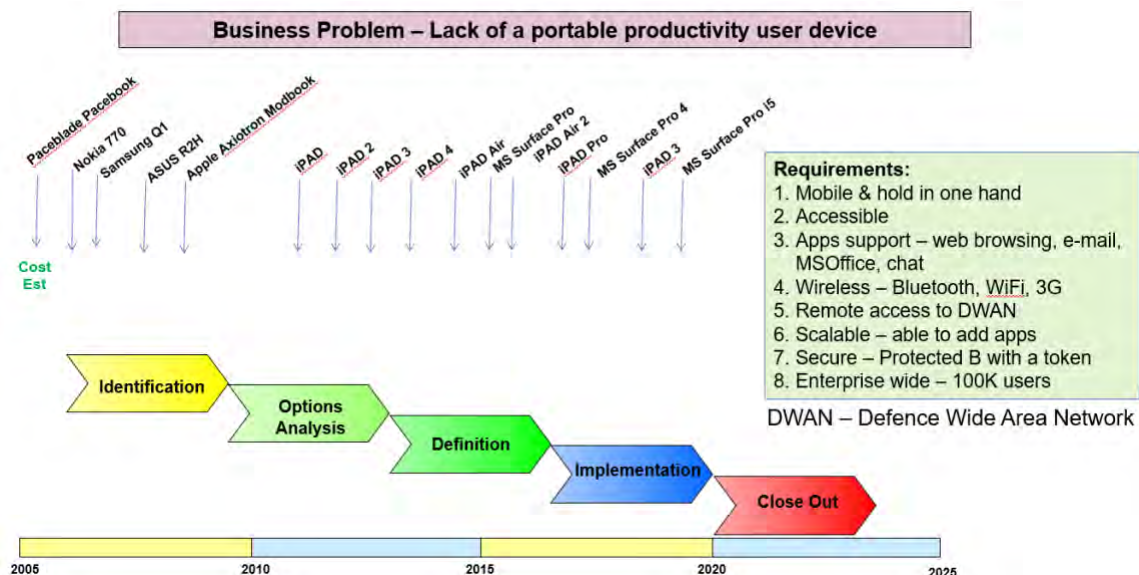 Business Problem – Lack of a portable productivity user device
Paceblade Pacebook
Nokia 770
Samsung Q1
ASUS R2H
Apple Axiotron Modbook
iPAD
iPAD 2
iPAD 3
iPAD 4
iPAD Air
MS Surface Pro
iPAD Air 2
iPAD Pro
MS Surface Pro 4
iPAD 3
MS Surface Pro i5
Cost
Est
Requirements:
1. Mobile & hold in one hand
2. Accessible
3. Apps support – web browsing, e-mail,
MSOffice, chat
4. Wireless – Bluetooth, WiFi, 3G
5. Remote access to DWAN
6. Scalable – able to add apps
7. Secure – Protected B with a token
8. Enterprise wide – 100K users
DWAN – Defence Wide Area Network
Identification
Options
Analysis
Definition
Implementation
Close Out
2005
2010
2015
2020
2025